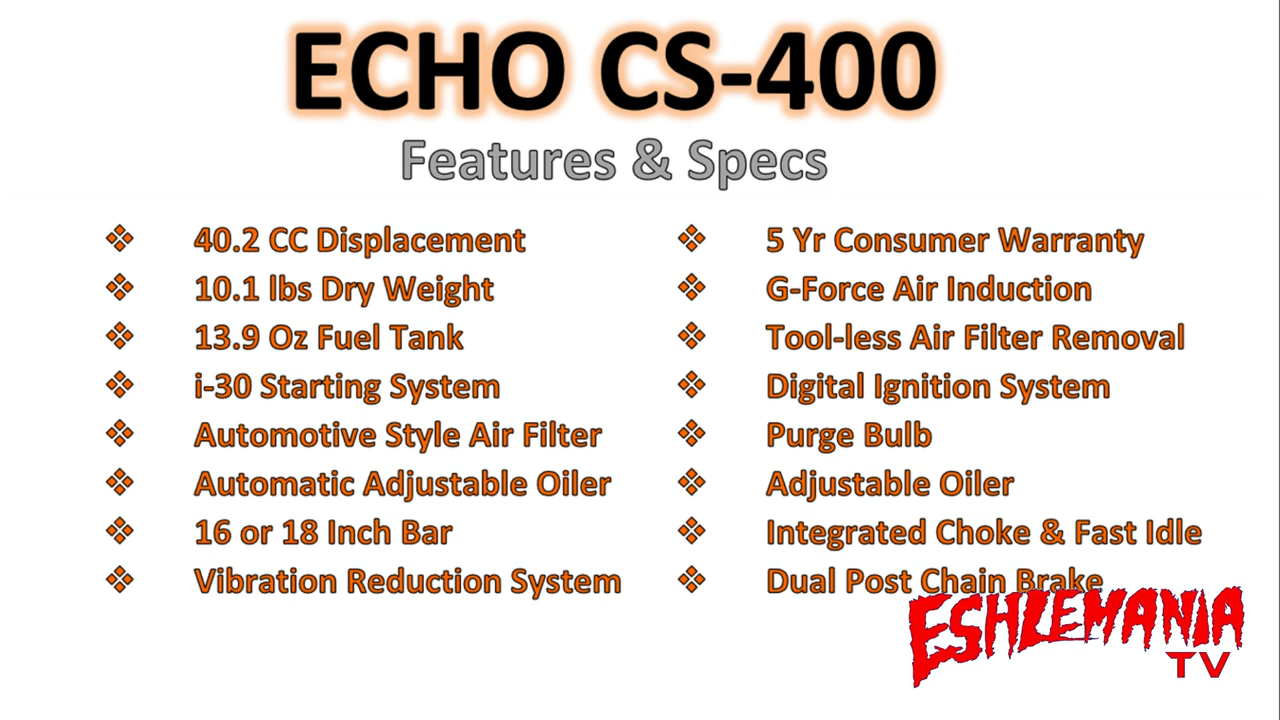 ECHO CS-400
Features & Specs
40.2 CC Displacement
10.1 lbs Dry Weight
13.9 Oz Fuel Tank
i-30 Starting System
Automotive Style Air Filter
Automatic Adjustable Oiler
16 or 18 Inch Bar
Vibration Reduction System
5 Yr Consumer Warranty
G-Force Air Induction
Tool-less Air Filter Removal
Digital Ignition System
Purge Bulb
Adjustable Oiler
Integrated Choke & Fast Idle
Dual Post Chain Brake
ESHLEMANIA
TV